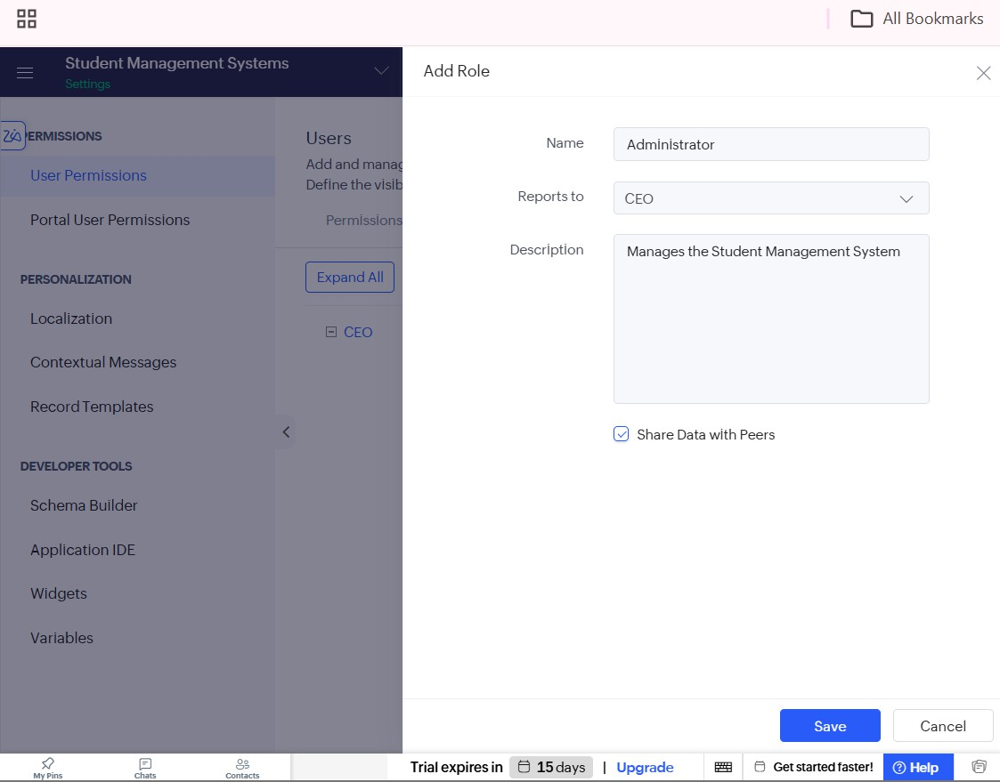 All Bookmarks
Student Management Systems
Settings
Add Role
ZIA
PERMISSIONS
User Permissions
Portal User Permissions
PERSONALIZATION
Localization
Contextual Messages
Record Templates
DEVELOPER TOOLS
Schema Builder
Application IDE
Widgets
Variables
Users
Add and manag
Define the visib
Permissions
Expand All
CEO
Name
Administrator
Reports to
CEO
Description
Manages the Student Management System
Share Data with Peers
Save
Cancel
My Pins
Chats
Contacts
Trial expires in 15 days | Upgrade
Get started faster!
Help